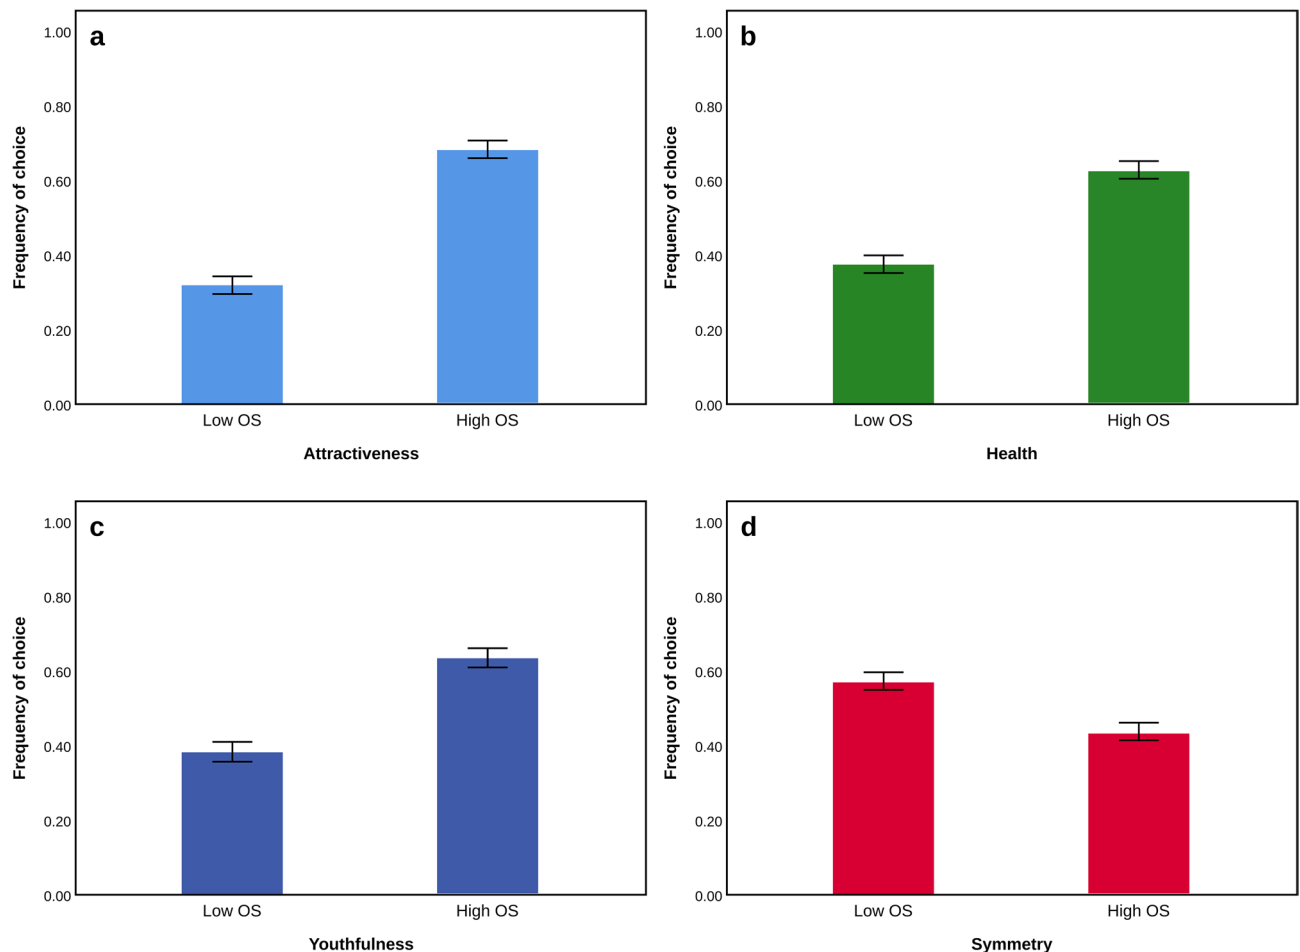 a
Frequency of choice
1.00
0.80
0.60
0.40
0.20
0.00
Low OS High OS
Attractiveness
b
Frequency of choice
1.00
0.80
0.60
0.40
0.20
0.00
Low OS High OS
Health
c
Frequency of choice
1.00
0.80
0.60
0.40
0.20
0.00
Low OS High OS
Youthfulness
d
Frequency of choice
1.00
0.80
0.60
0.40
0.20
0.00
Low OS High OS
Symmetry